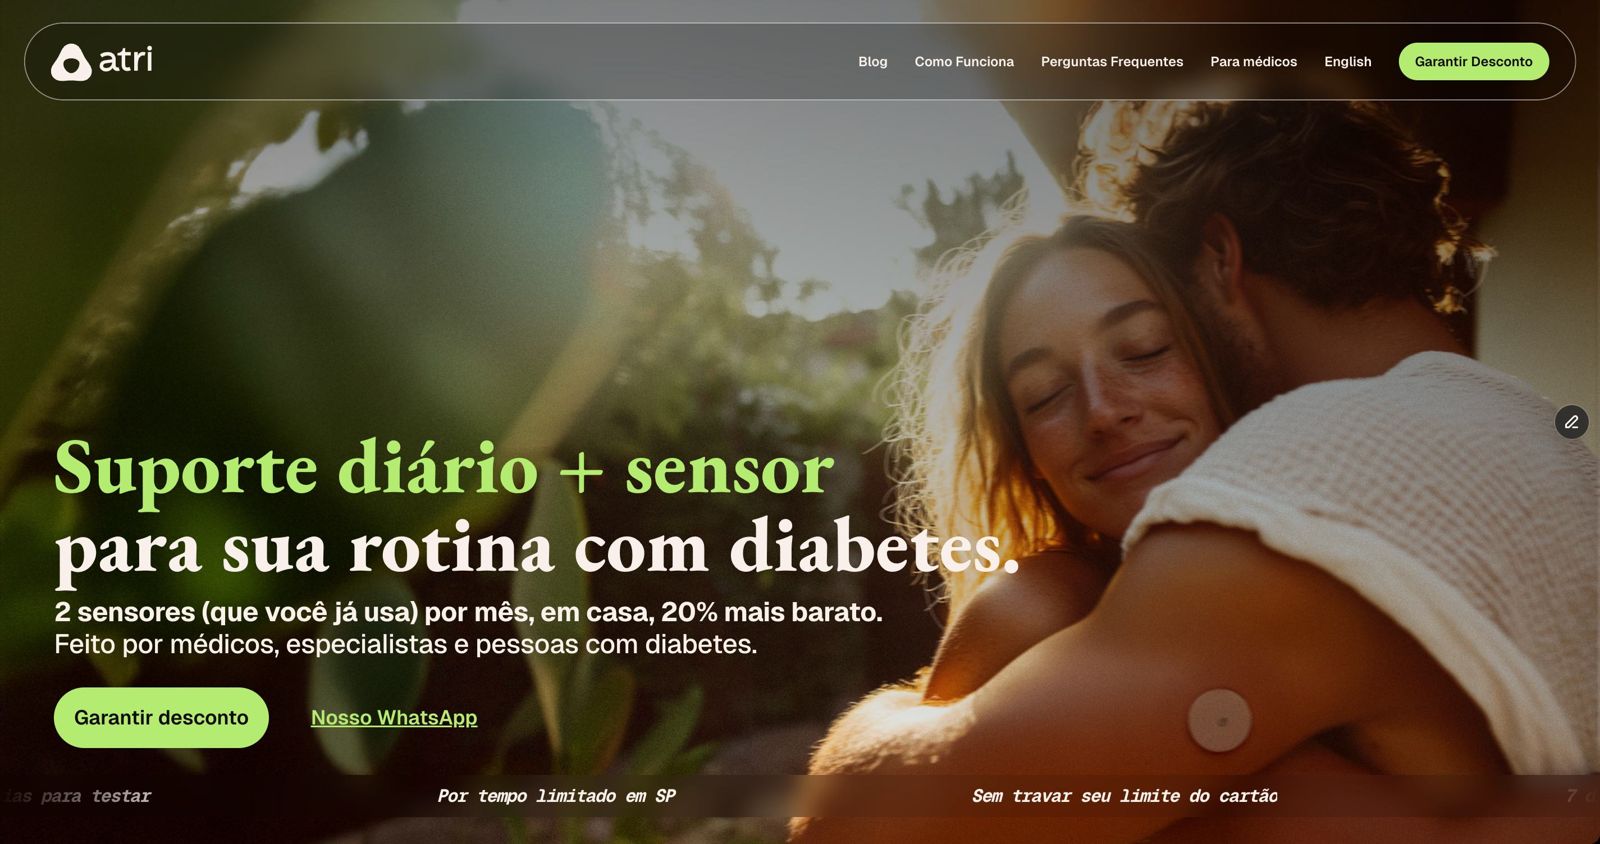 atri
Blog
Como Funciona
Perguntas Frequentes
Para médicos
English
Garantir Desconto
Suporte diário + sensor
para sua rotina com diabetes.
2 sensores (que você já usa) por mês, em casa, 20% mais barato.
Feito por médicos, especialistas e pessoas com diabetes.
Garantir desconto
Nosso WhatsApp
para testar
Por tempo limitado em SP
Sem travar seu limite do cartão
7